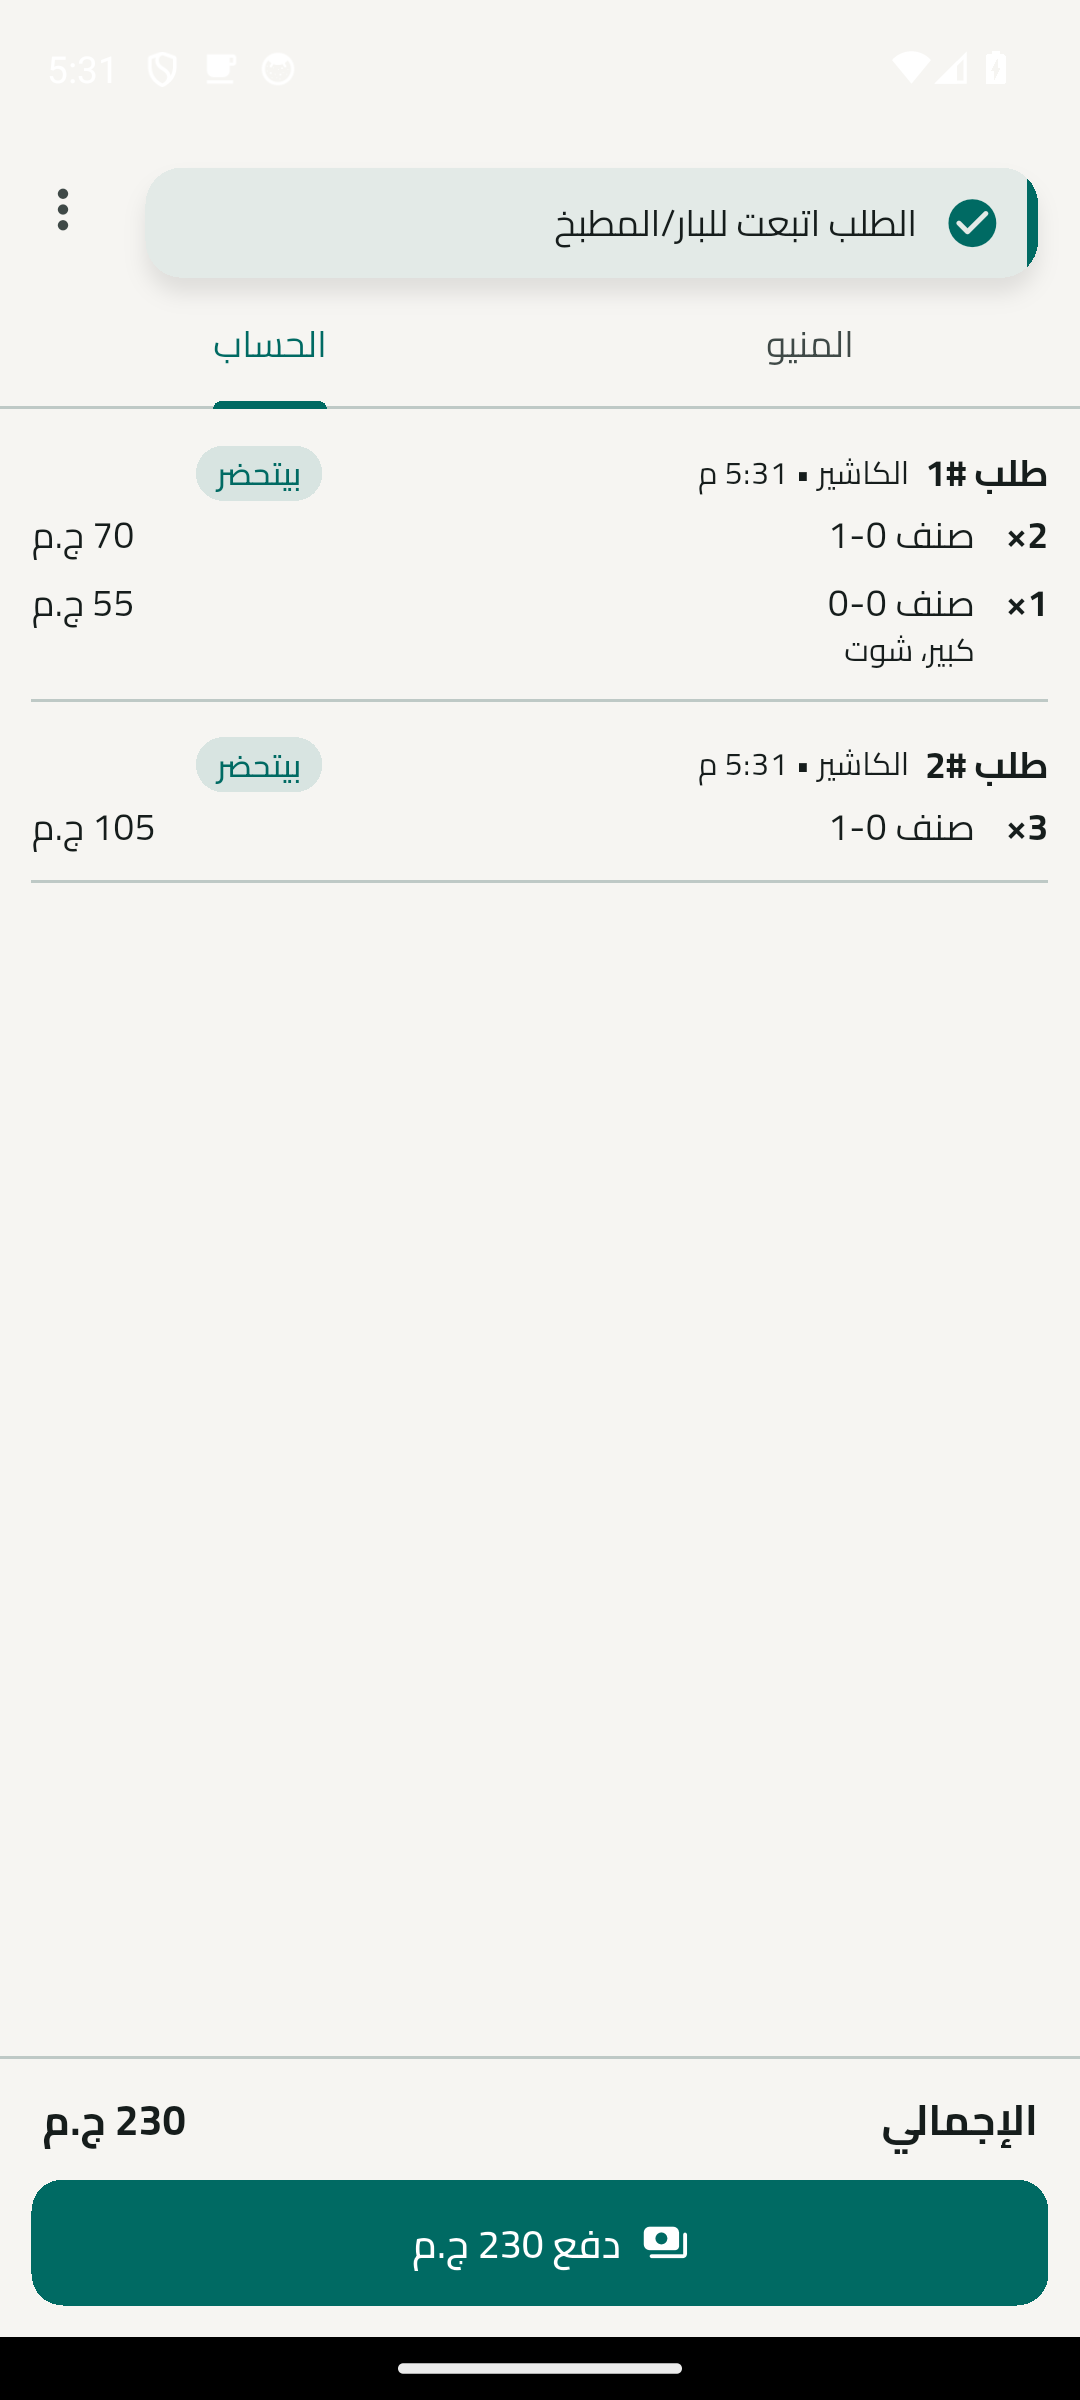 5:31
الطلب اتبعت للبار/المطبخ
المنيو
الحساب
طلب #1 الكاشير • 5:31 م بيتحضر
×2 صنف 0-1 70 ج.م
×1 صنف 0-0 55 ج.م
كبير، شوت
طلب #2 الكاشير • 5:31 م بيتحضر
×3 صنف 0-1 105 ج.م
الإجمالي 230 ج.م
دفع 230 ج.م